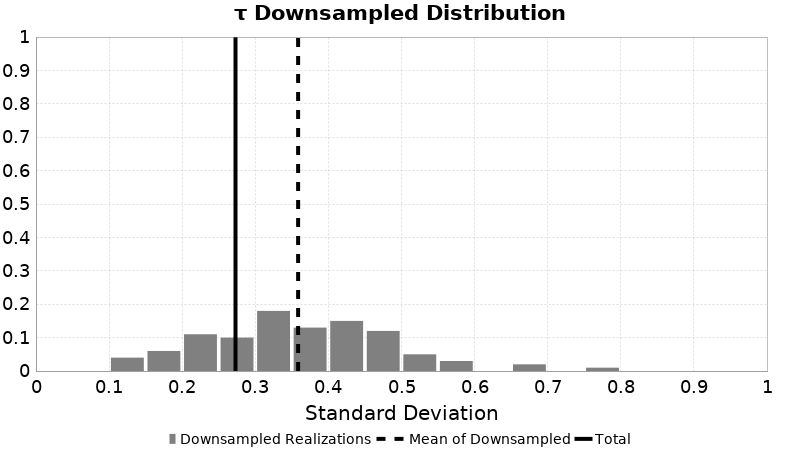 τ Downsampled Distribution
1
0.9
0.8
0.7
0.6
0.5
0.4
0.3
0.2
0.1
0
0 0.1 0.2 0.3 0.4 0.5 0.6 0.7 0.8 0.9 1
Standard Deviation
Downsampled Realizations Mean of Downsampled Total